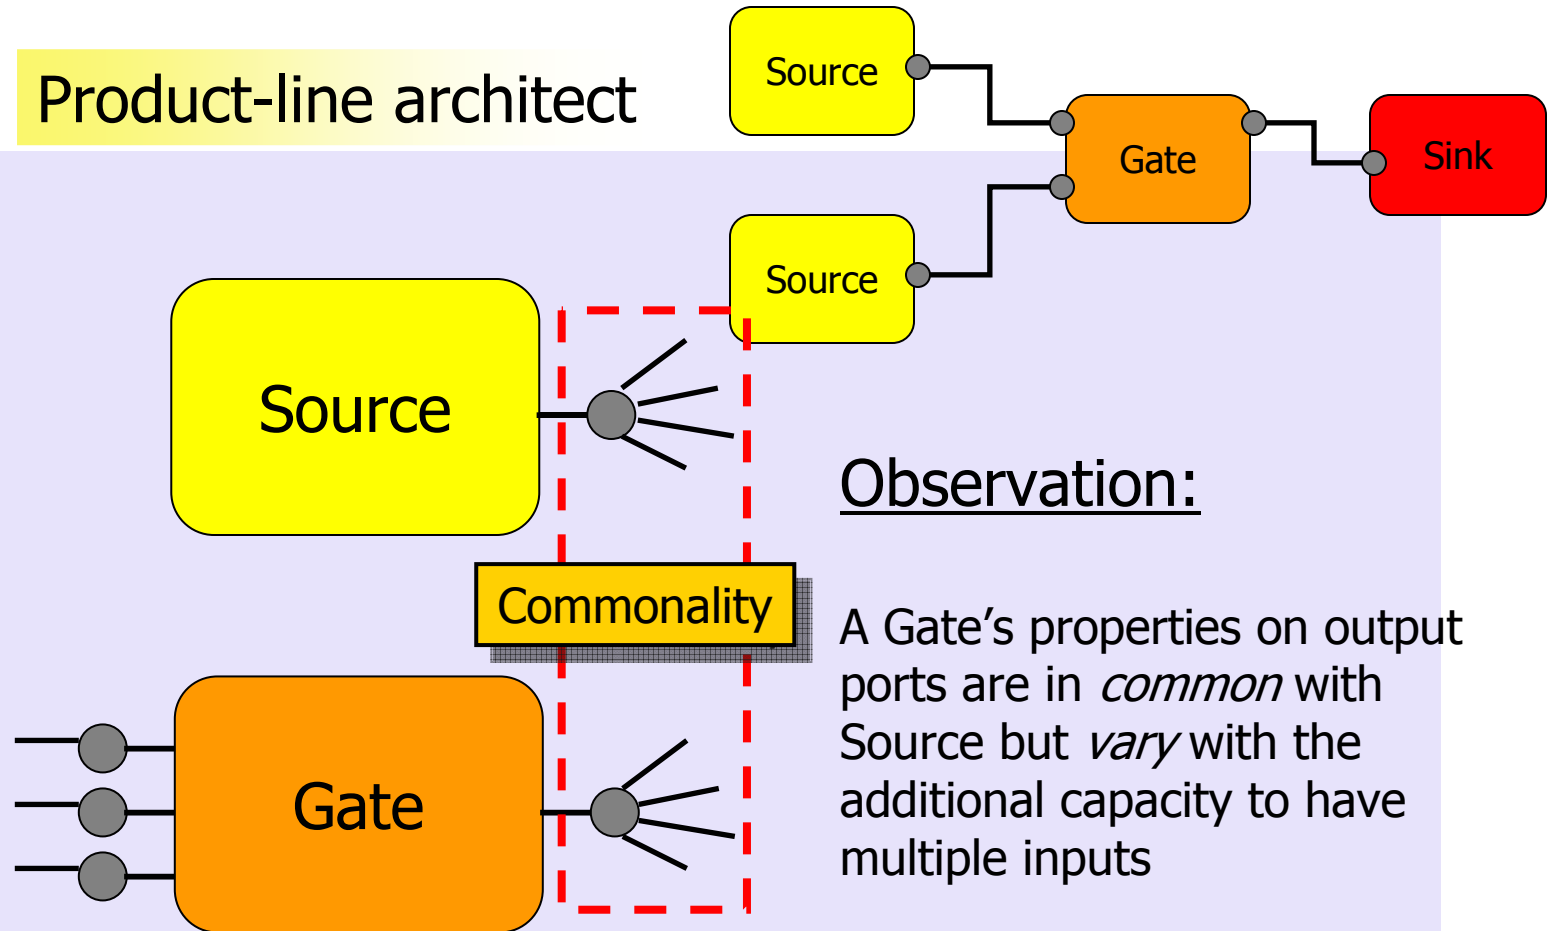 Product-line architect
Source
Gate
Sink
Source
Source
Observation:
Commonality
A Gate’s properties on output
ports are in common with
Source but vary with the
additional capacity to have
multiple inputs
Gate